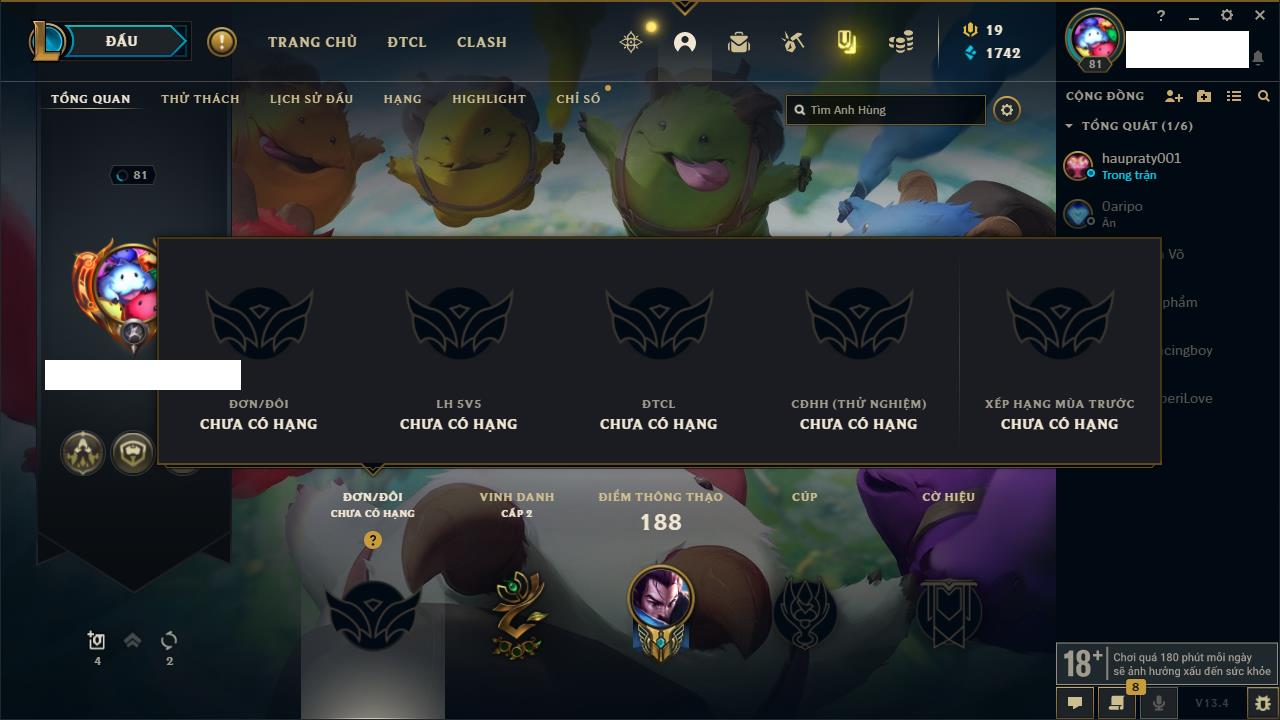 ĐẤU
TRANG CHỦ
ĐTCL
CLASH
19
1742
?
81
TỔNG QUAN
THỬ THÁCH
LỊCH SỬ ĐẤU
HẠNG
HIGHLIGHT
CHỈ SỐ
Tìm Anh Hùng
CỘNG ĐỒNG
TỔNG QUÁT (1/6)
haupraty001
Trong trận
0aripo
Ẩn
Võ
phẩm
cingboy
periLove
81
ĐƠN/ĐÔI
CHƯA CÓ HẠNG
LH 5V5
CHƯA CÓ HẠNG
ĐTCL
CHƯA CÓ HẠNG
CĐHH (THỬ NGHIỆM)
CHƯA CÓ HẠNG
XẾP HẠNG MÙA TRƯỚC
CHƯA CÓ HẠNG
ĐƠN/ĐÔI
CHƯA CÓ HẠNG
?
VINH DANH
CẤP 2
ĐIỂM THÔNG THẠO
188
CÚP
CỜ HIỆU
4
2
18+
Chơi quá 180 phút mỗi ngày
sẽ ảnh hưởng xấu đến sức khỏe
8
V13.4